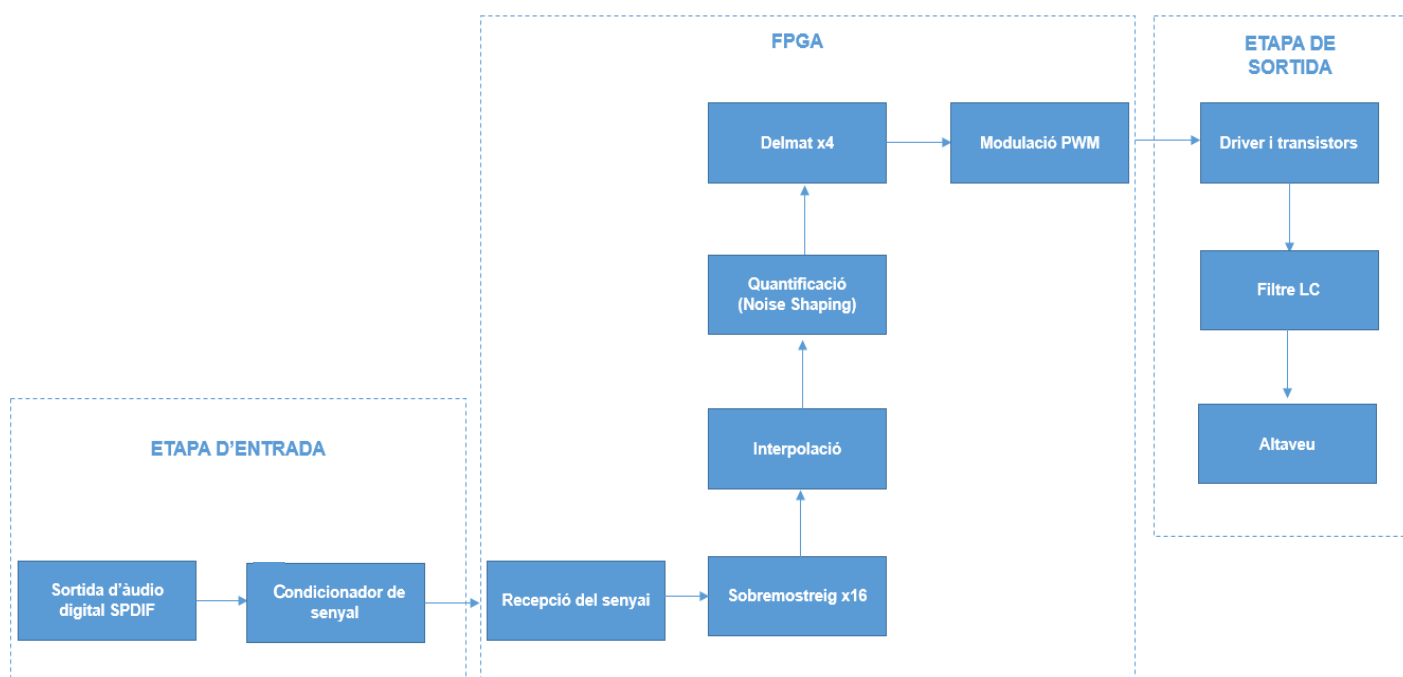 ETAPA D'ENTRADA
Sortida d'àudio
digital SPDIF
Condicionador de
senyal
FPGA
Recepció del senyai
Sobremostreig x16
Interpolació
Quantificació
(Noise Shaping)
Delmat x4
Modulació PWM
ETAPA DE
SORTIDA
Driver i transistors
Filtre LC
Altaveu